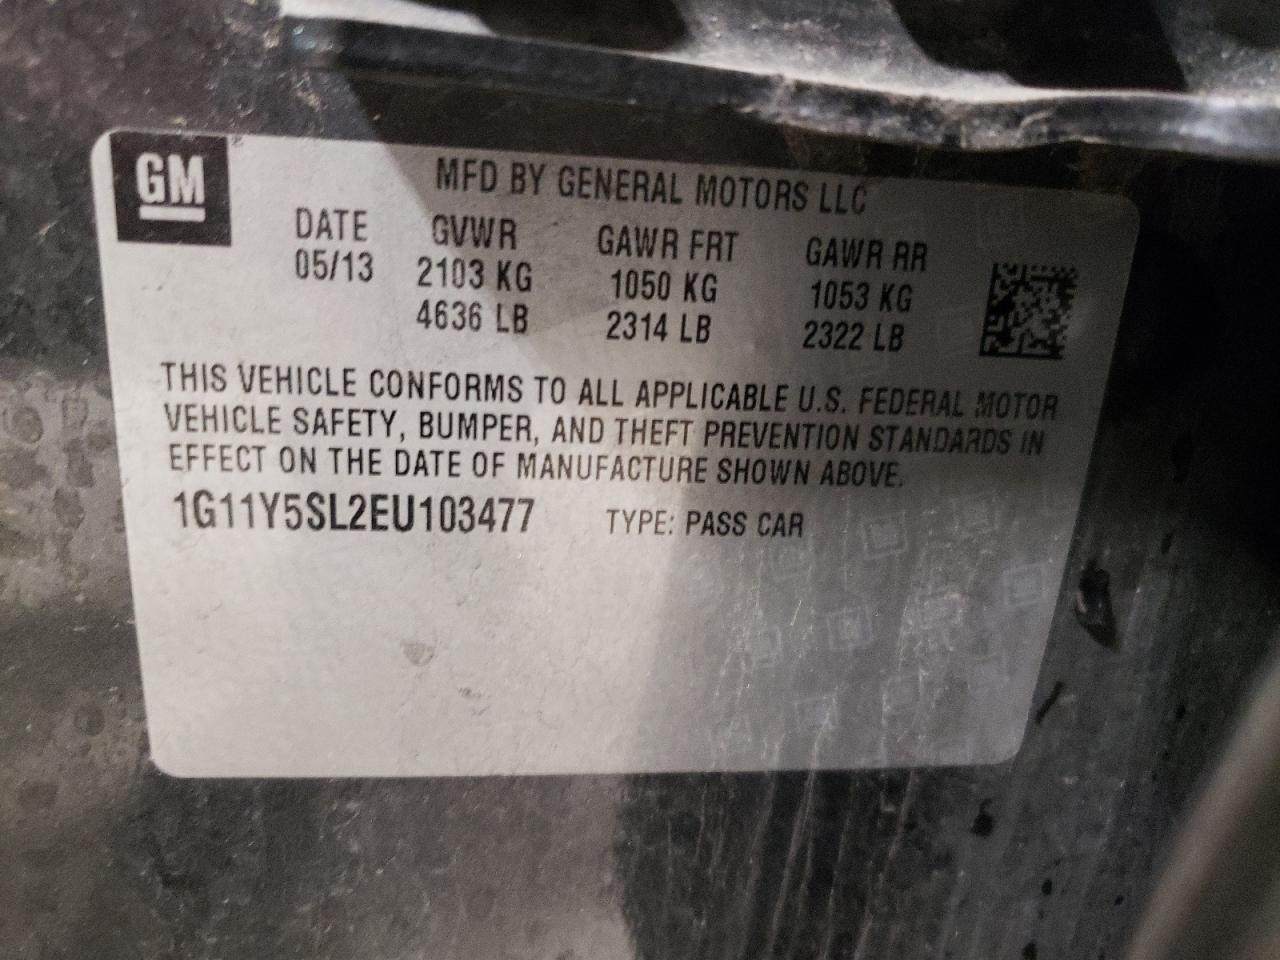 GM
MFD BY GENERAL MOTORS LLC
DATE GVWR GAWR FRT GAWR RR
05/13 2103 KG 1050 KG 1053 KG
4636 LB 2314 LB 2322 LB
THIS VEHICLE CONFORMS TO ALL APPLICABLE U.S. FEDERAL MOTOR
VEHICLE SAFETY, BUMPER, AND THEFT PREVENTION STANDARDS IN
EFFECT ON THE DATE OF MANUFACTURE SHOWN ABOVE.
1G11Y5SL2EU103477 TYPE: PASS CAR